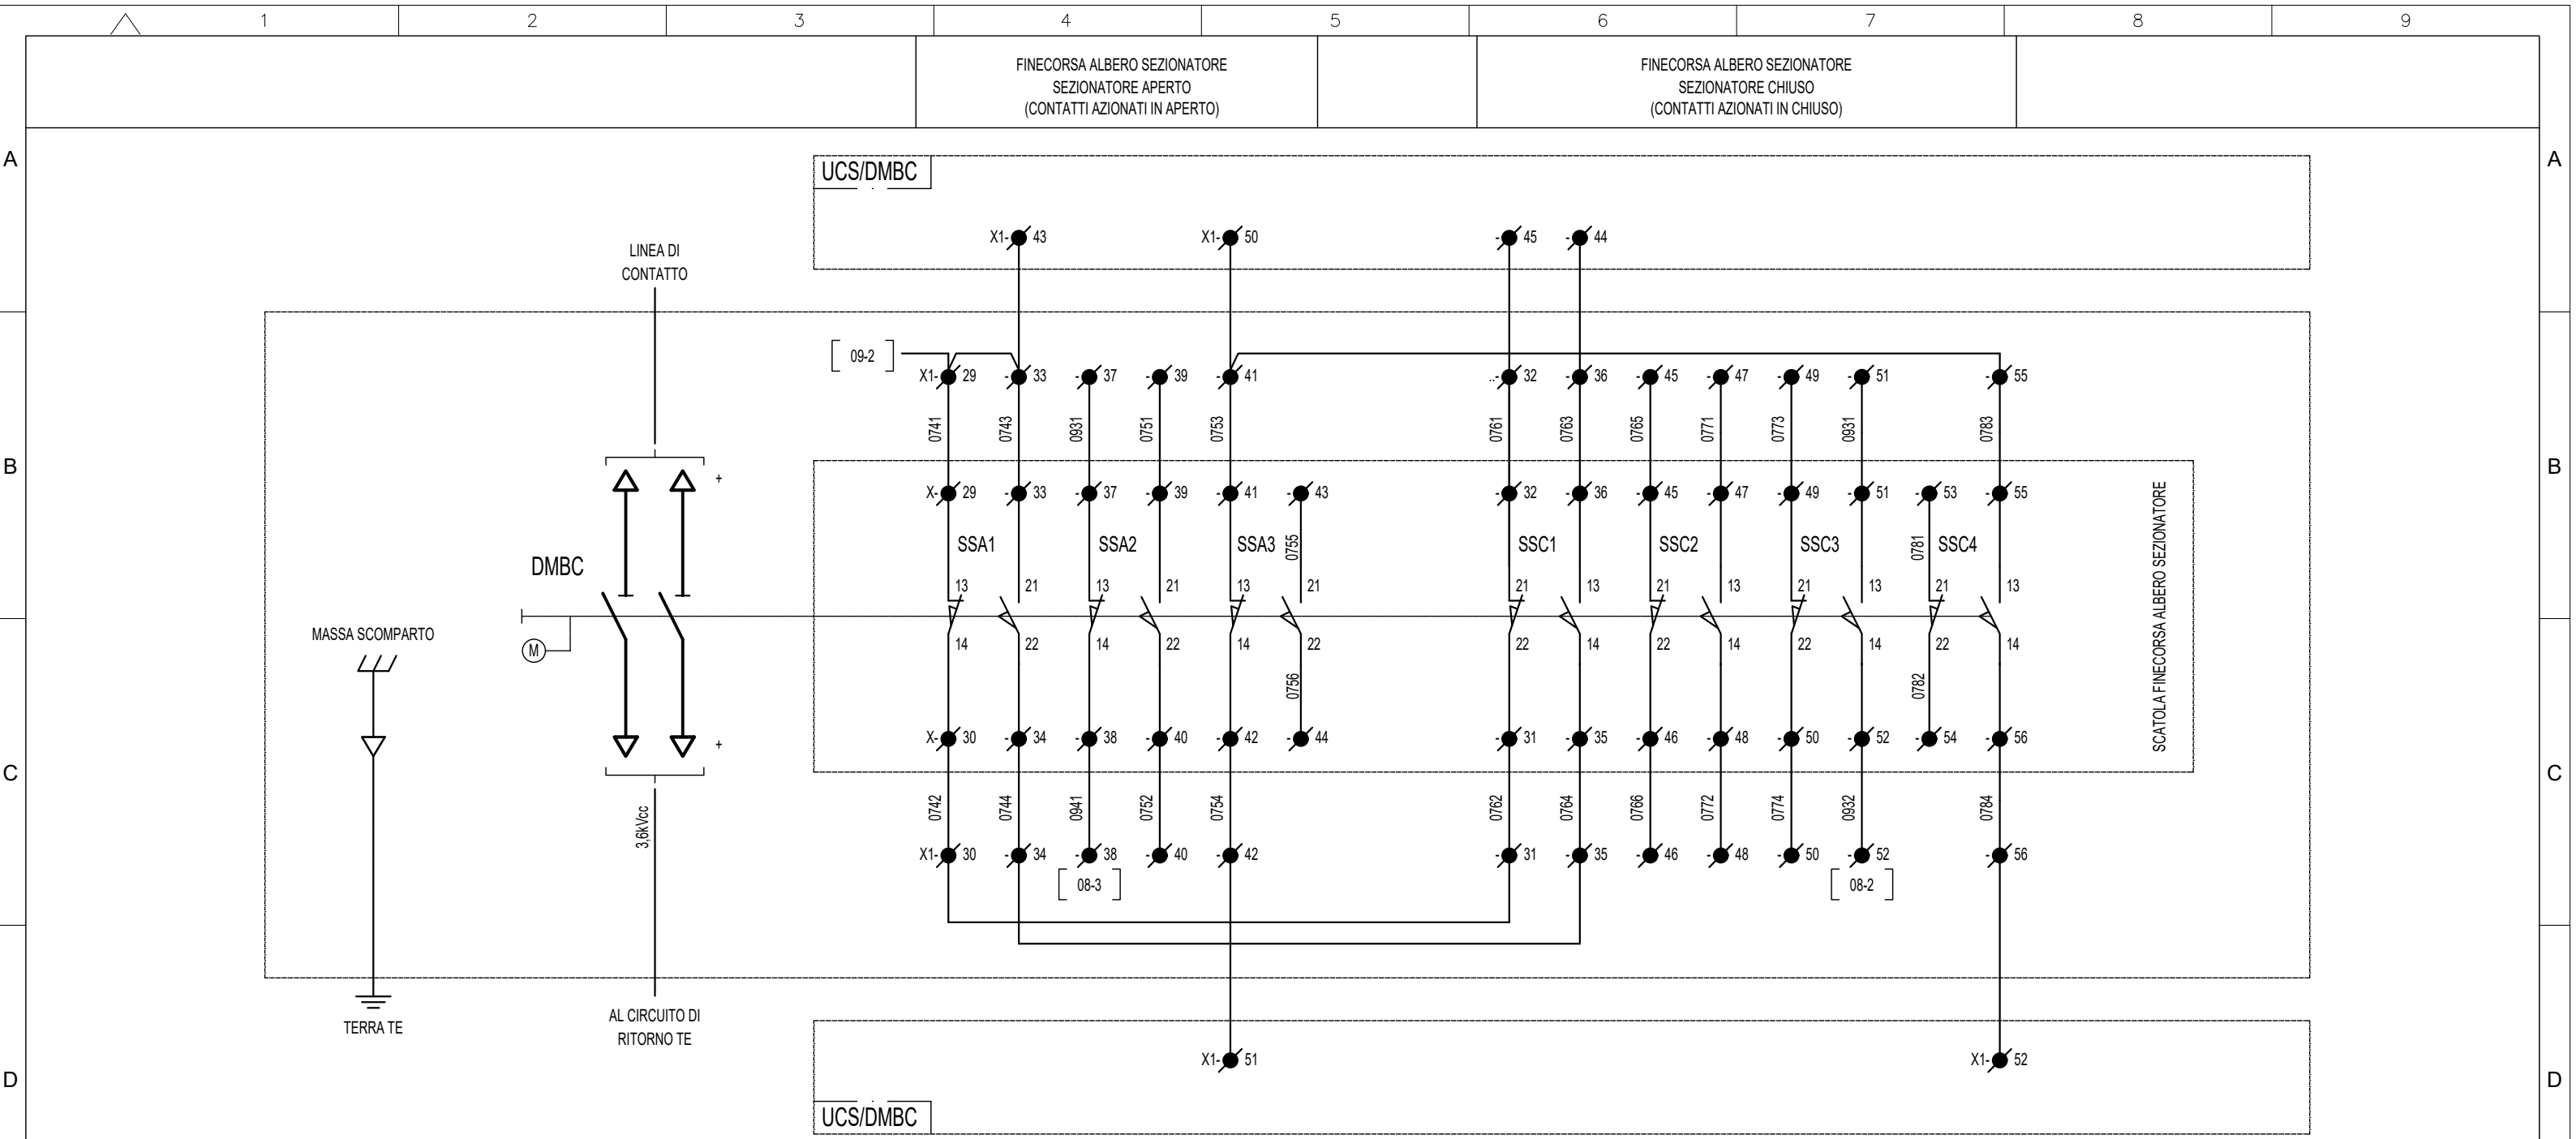 1 2 3 4 5 6 7 8 9
FINECORSA ALBERO SEZIONATORE
SEZIONATORE APERTO
(CONTATTI AZIONATI IN APERTO)
FINECORSA ALBERO SEZIONATORE
SEZIONATORE CHIUSO
(CONTATTI AZIONATI IN CHIUSO)
A A
UCS/DMBC
X1- 43 X1- 50 - 45 - 44
LINEA DI
CONTATTO
09-2
X1- 29 - 33 - 37 - 39 - 41 ..- 32 - 36 - 45 - 47 - 49 - 51 - 55
0741 0743 0931 0751 0753 0761 0763 0765 0771 0773 0931 0783
B B
+
X- 29 - 33 - 37 - 39 - 41 - 43 - 32 - 36 - 45 - 47 - 49 - 51 - 53 - 55
SSA1 SSA2 SSA3 0755 SSC1 SSC2 SSC3 0781 SSC4
SCATOLA FINECORSA ALBERO SEZIONATORE
DMBC
13 21 13 21 13 21 21 13 21 13 21 13 21 13
MASSA SCOMPARTO
M
14 22 14 22 14 22 22 14 22 14 22 14 22 14
0756 0782
X- 30 - 34 - 38 - 40 - 42 - 44 - 31 - 35 - 46 - 48 - 50 - 52 - 54 - 56
+
C C
3,6kVcc
0742 0744 0941 0752 0754 0762 0764 0766 0772 0774 0932 0784
X1- 30 - 34 - 38 - 40 - 42 - 31 - 35 - 46 - 48 - 50 - 52 - 56
08-3 08-2
TERRA TE
AL CIRCUITO DI
RITORNO TE
X1- 51 X1- 52
D D
UCS/DMBC